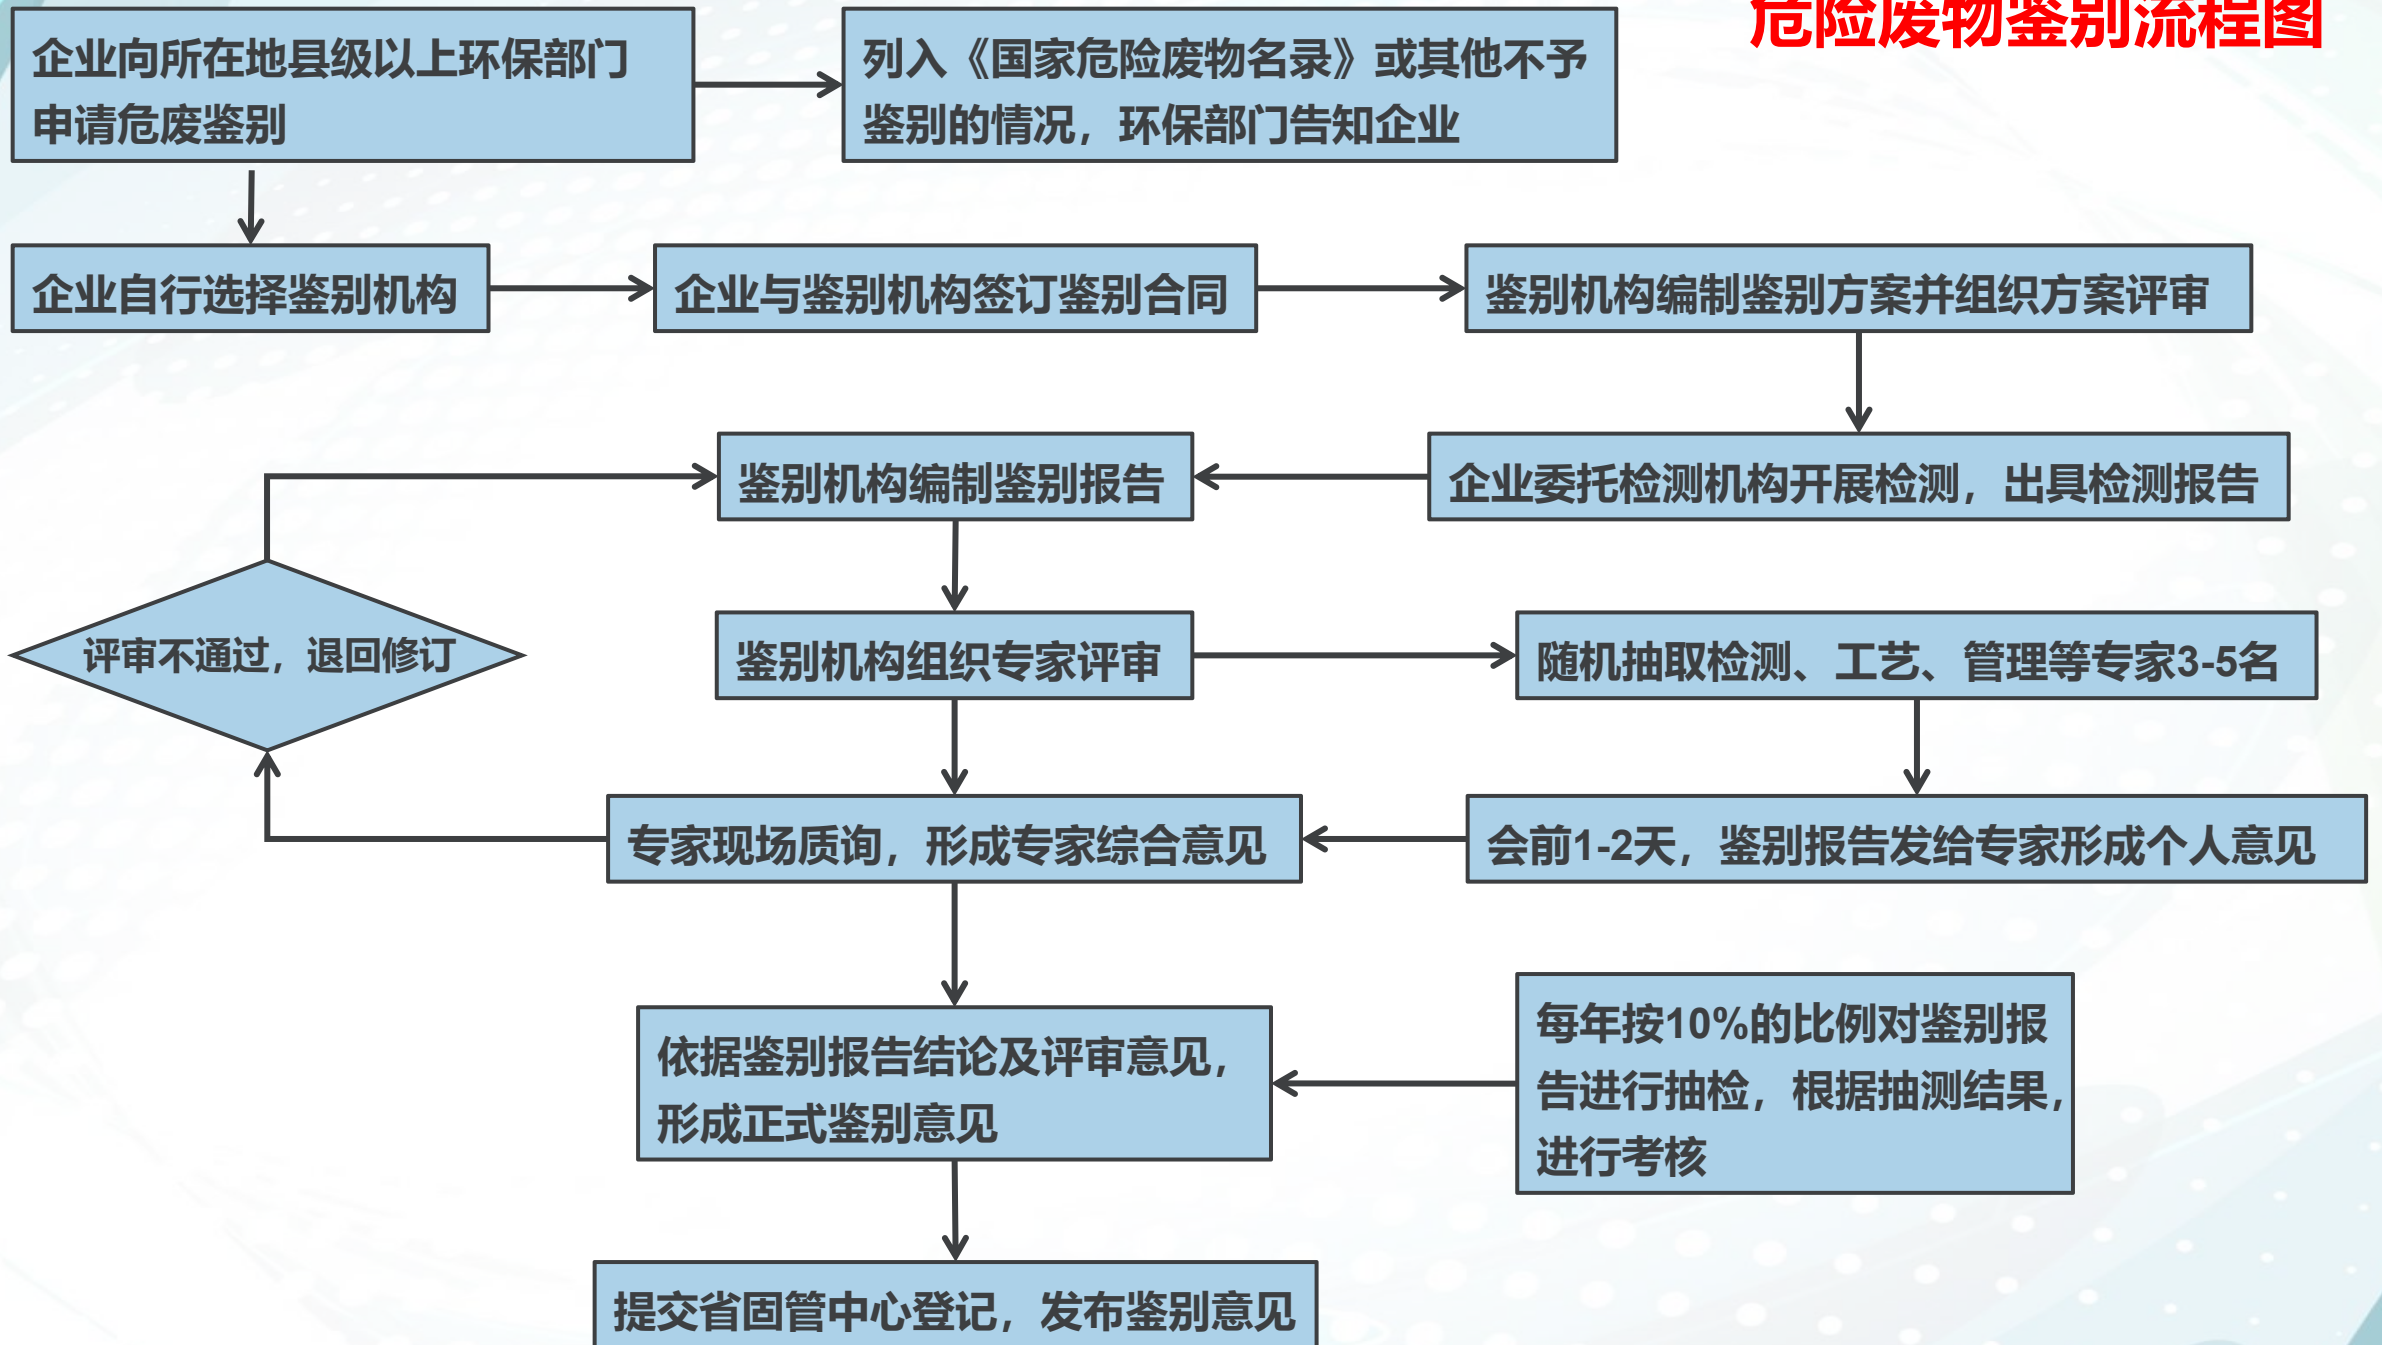 危险废物鉴别流程图
企业向所在地县级以上环保部门
申请危废鉴别
列入《国家危险废物名录》或其他不予
鉴别的情况，环保部门告知企业
企业自行选择鉴别机构
企业与鉴别机构签订鉴别合同
鉴别机构编制鉴别方案并组织方案评审
鉴别机构编制鉴别报告
企业委托检测机构开展检测，出具检测报告
评审不通过，退回修订
鉴别机构组织专家评审
随机抽取检测、工艺、管理等专家3-5名
专家现场质询，形成专家综合意见
会前1-2天，鉴别报告发给专家形成个人意见
依据鉴别报告结论及评审意见，
形成正式鉴别意见
每年按10%的比例对鉴别报
告进行抽检，根据抽测结果，
进行考核
提交省固管中心登记，发布鉴别意见